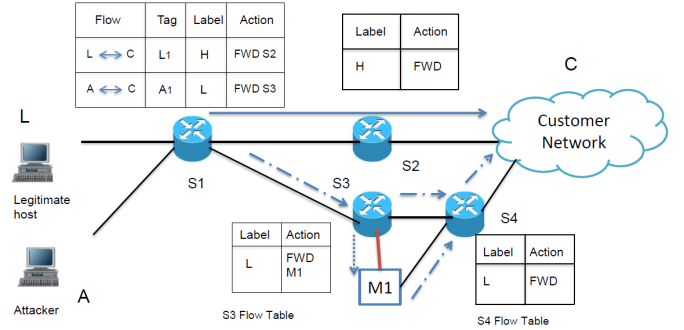 Flow Tag Label Action
L C L1 H FWD S2
A C A1 L FWD S3
Label Action
H FWD
C
L
Customer
Network
S1
S2
S3
S4
Legitimate
host
Label Action
L FWD
M1
M1
Label Action
L FWD
Attacker
A
S3 Flow Table
S4 Flow Table